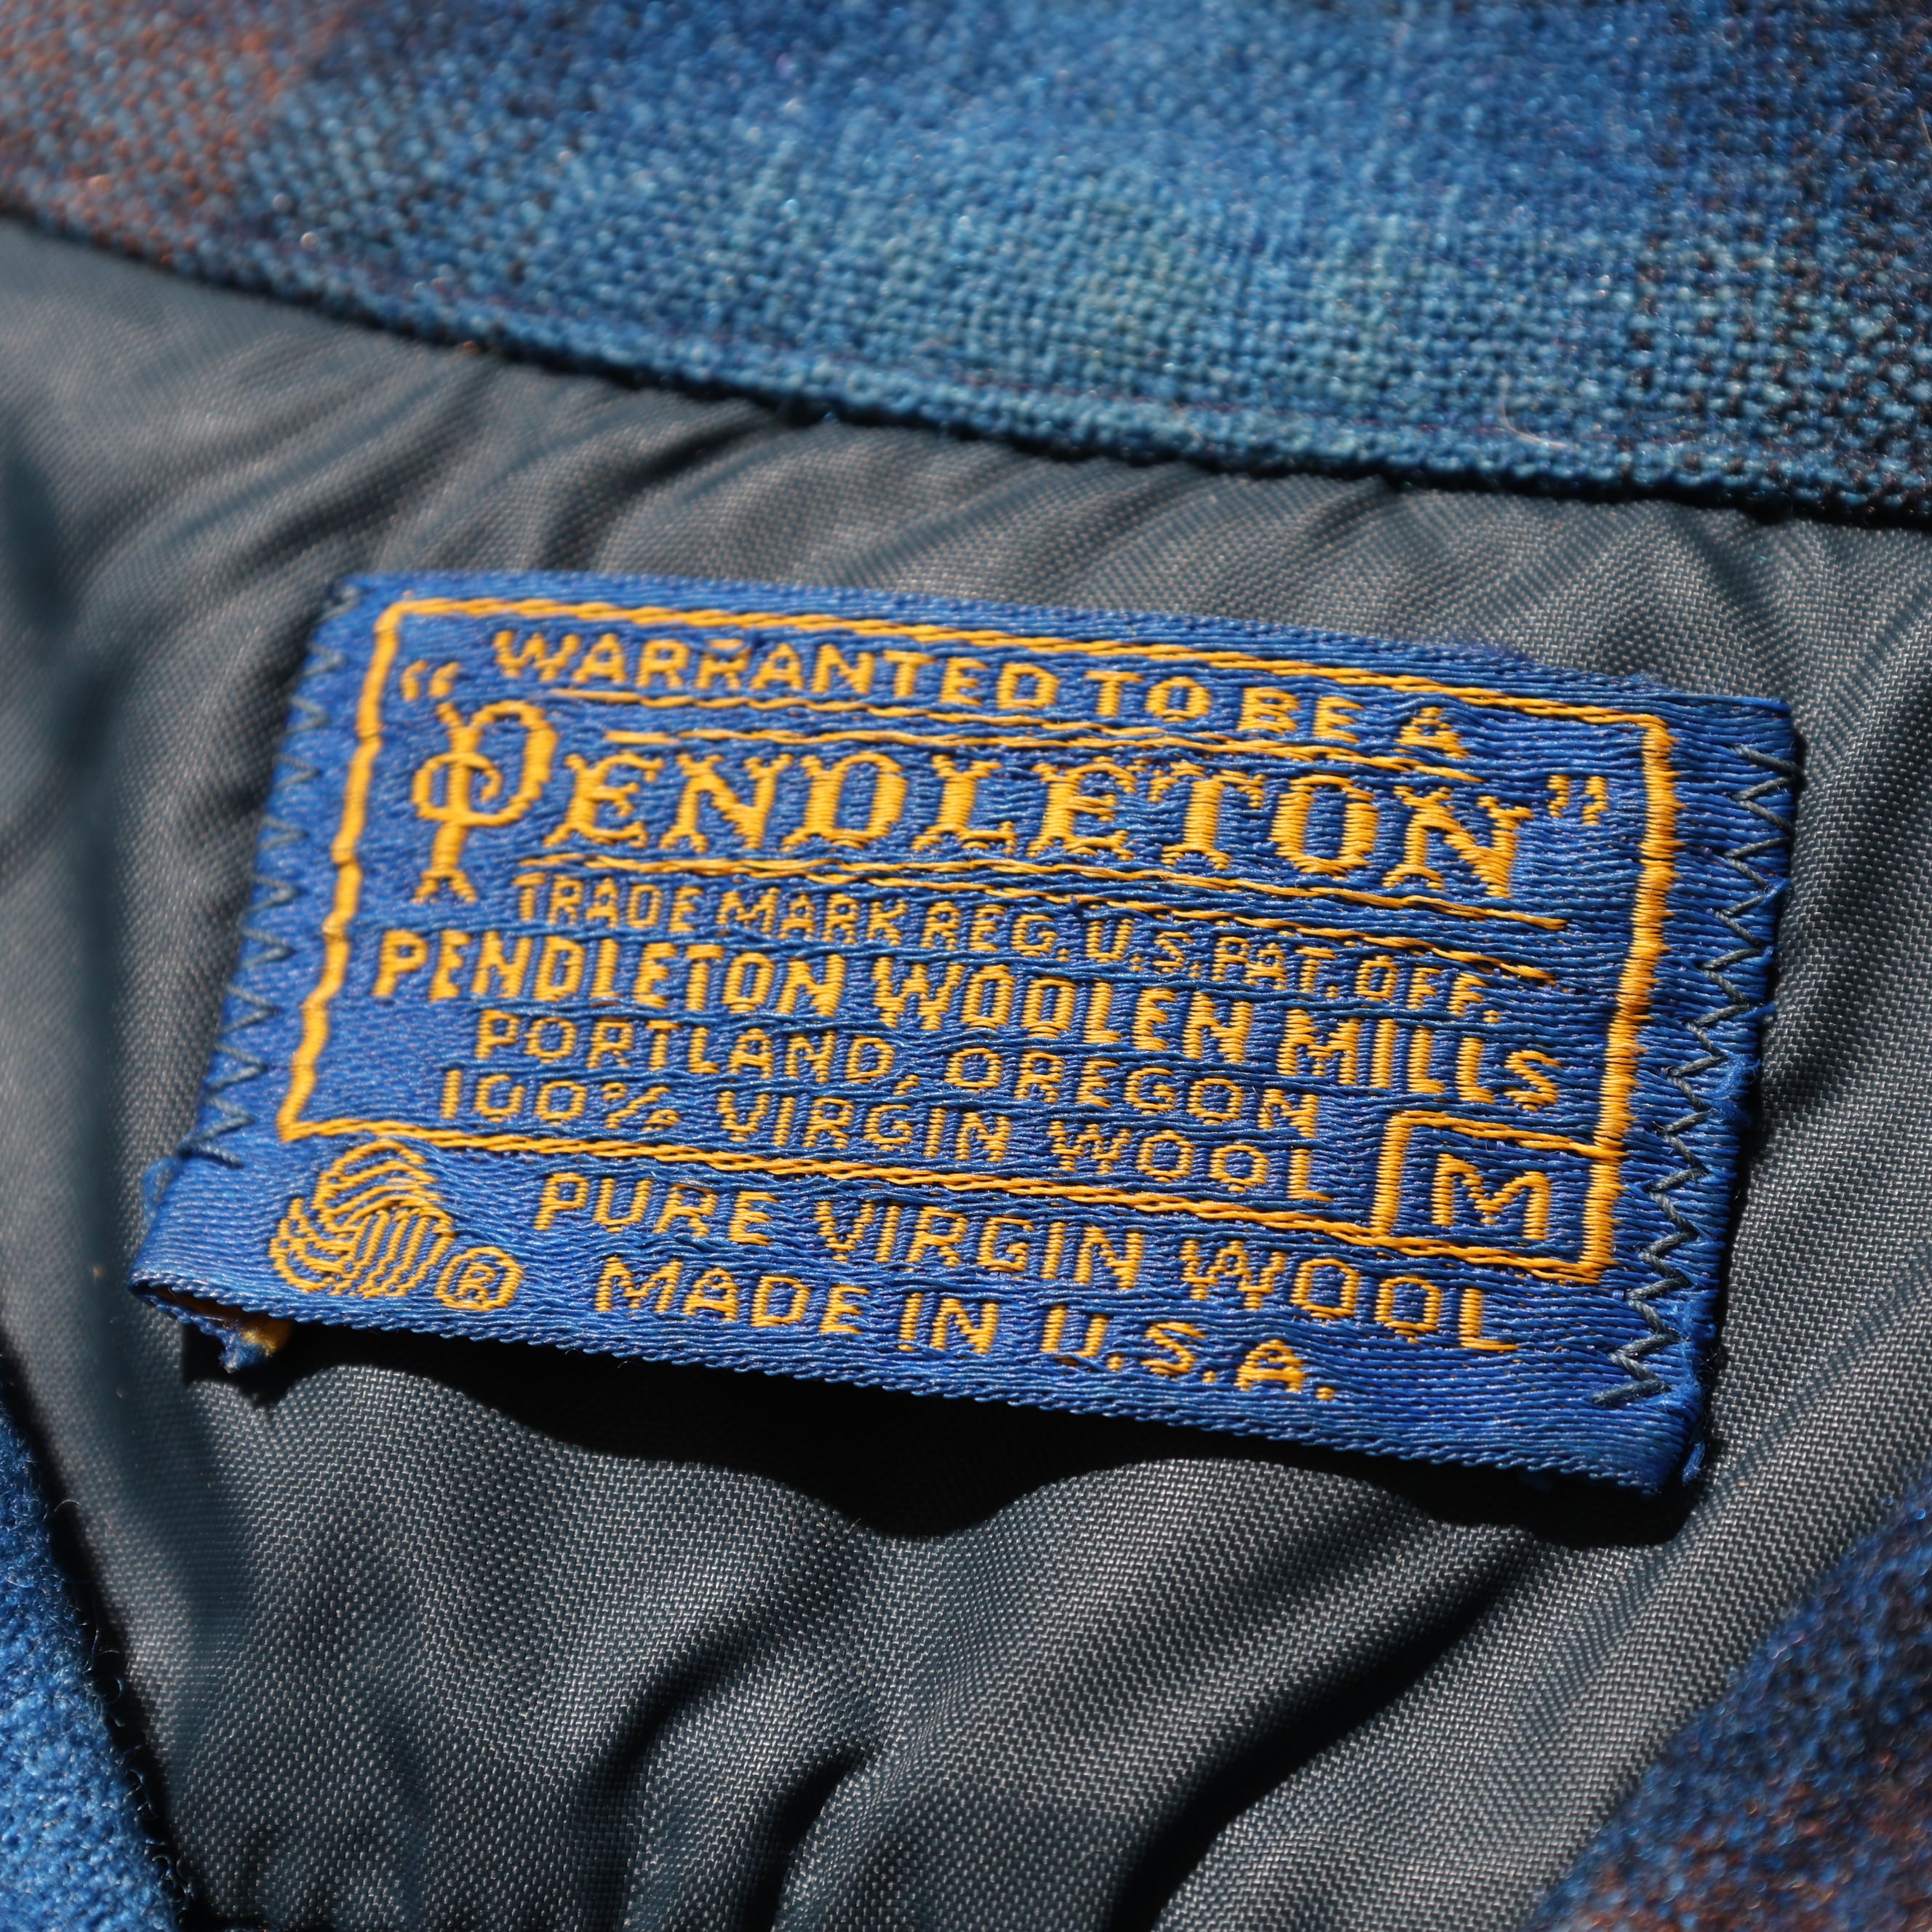 WARRANTED TO BE A
"PENDLETON"
TRADE MARK REG. U.S. PAT. OFF.
PENDLETON WOOLEN MILLS
PORTLAND, OREGON
100% VIRGIN WOOL
M
PURE VIRGIN WOOL
® MADE IN U.S.A.